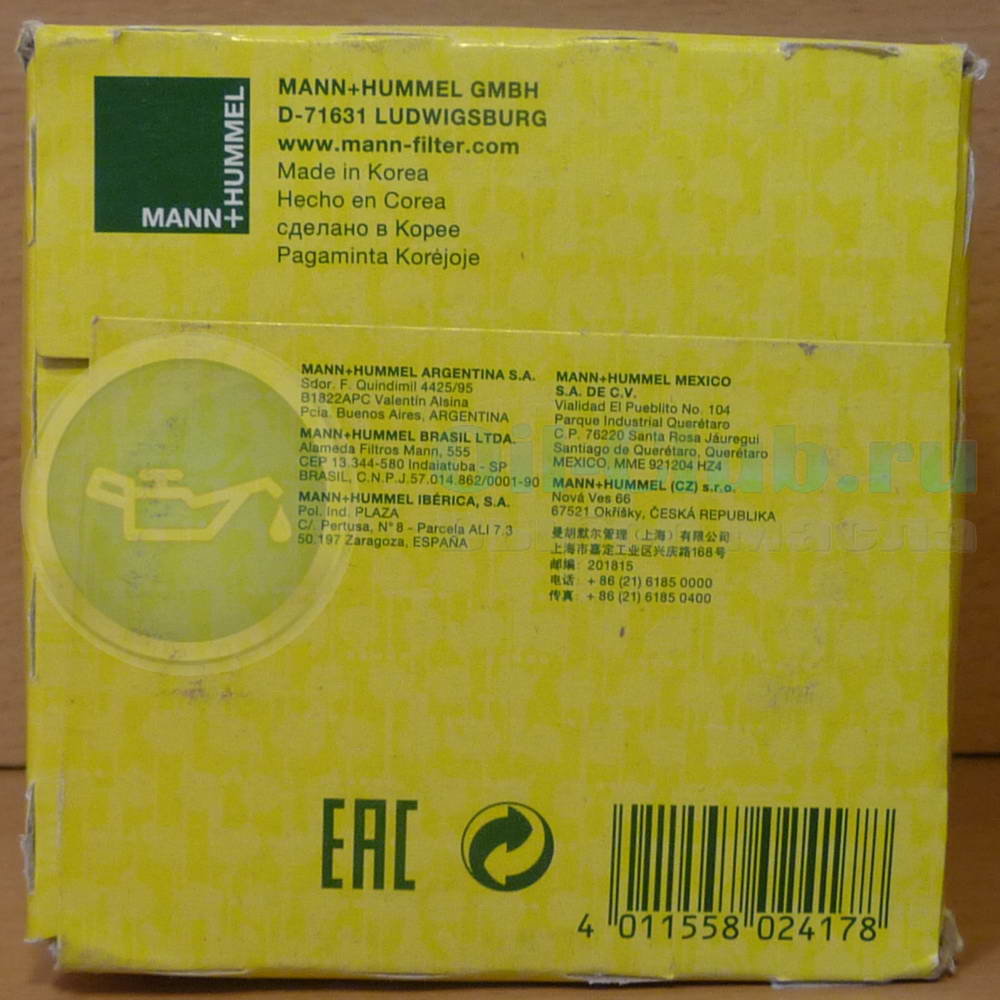 MANN+HUMMEL
MANN+HUMMEL GMBH
D-71631 LUDWIGSBURG
www.mann-filter.com
Made in Korea
Hecho en Corea
сделано в Корее
Pagaminta Korėjoje
MANN+HUMMEL ARGENTINA S.A.
Sdor. F. Quindimil 4425/95
B1822APC Valentín Alsina
Pcia. Buenos Aires, ARGENTINA
MANN+HUMMEL BRASIL LTDA.
Alameda Filtros Mann, 555
CEP 13.344-580 Indaiatuba - SP
BRASIL, C.N.P.J.57.014.862/0001-90
MANN+HUMMEL IBÉRICA, S.A.
Pol. Ind. PLAZA
C/. Pertusa, N° 8 - Parcela ALI 7.3
50.197 Zaragoza, ESPAÑA
MANN+HUMMEL MEXICO
S.A. DE C.V.
Vialidad El Pueblito No. 104
Parque Industrial Querétaro
C.P. 76220 Santa Rosa Jáuregui
Santiago de Querétaro, Querétaro
MEXICO, MME 921204 HZ4
MANN+HUMMEL (CZ) s.r.o.
Nová Ves 66
67521 Okříšky, ČESKÁ REPUBLIKA
曼胡默尔管理（上海）有限公司
上海市嘉定工业区兴庆路168号
邮编: 201815
电话: + 86 (21) 6185 0000
传真: + 86 (21) 6185 0400
EAC
4 011558 024178